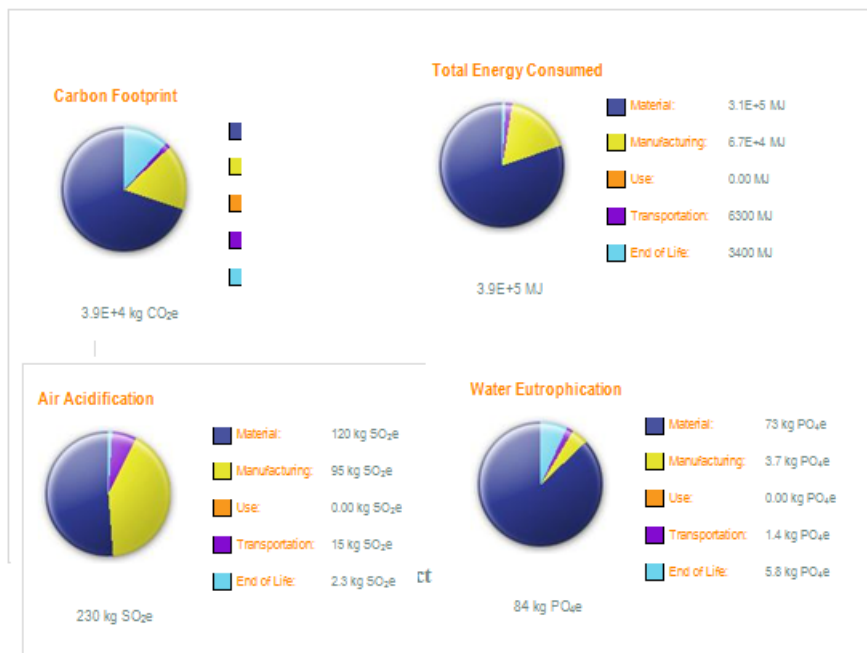 Carbon Footprint
3.9E+4 kg CO₂e
Total Energy Consumed
Material: 3.1E+5 MJ
Manufacturing: 6.7E+4 MJ
Use: 0.00 MJ
Transportation: 6300 MJ
End of Life: 3400 MJ
3.9E+5 MJ
Air Acidification
Material: 120 kg SO₂e
Manufacturing: 95 kg SO₂e
Use: 0.00 kg SO₂e
Transportation: 15 kg SO₂e
End of Life: 2.3 kg SO₂e
230 kg SO₂e
ct
Water Eutrophication
Material: 73 kg PO₄e
Manufacturing: 3.7 kg PO₄e
Use: 0.00 kg PO₄e
Transportation: 1.4 kg PO₄e
End of Life: 5.8 kg PO₄e
84 kg PO₄e